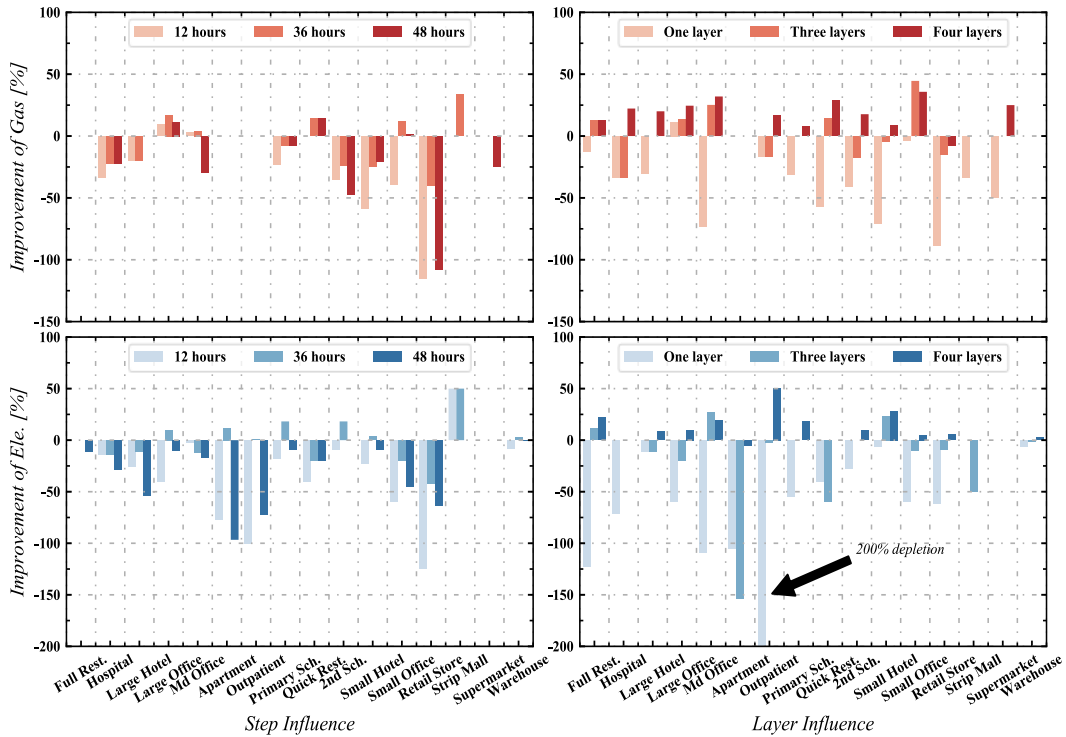 100
50
0
-50
-100
-150
Improvement of Gas [%]
12 hours 36 hours 48 hours
100
50
0
-50
-100
-150
One layer Three layers Four layers
100
50
0
-50
-100
-150
-200
Improvement of Ele. [%]
12 hours 36 hours 48 hours
Full Rest.
Hospital
Large Hotel
Large Office
Md Office
Apartment
Outpatient
Primary Sch.
Quick Rest.
2nd Sch.
Small Hotel
Small Office
Retail Store
Strip Mall
Supermarket
Warehouse
Step Influence
100
50
0
-50
-100
-150
-200
One layer Three layers Four layers
200% depletion
Full Rest.
Hospital
Large Hotel
Large Office
Md Office
Apartment
Outpatient
Primary Sch.
Quick Rest.
2nd Sch.
Small Hotel
Small Office
Retail Store
Strip Mall
Supermarket
Warehouse
Layer Influence